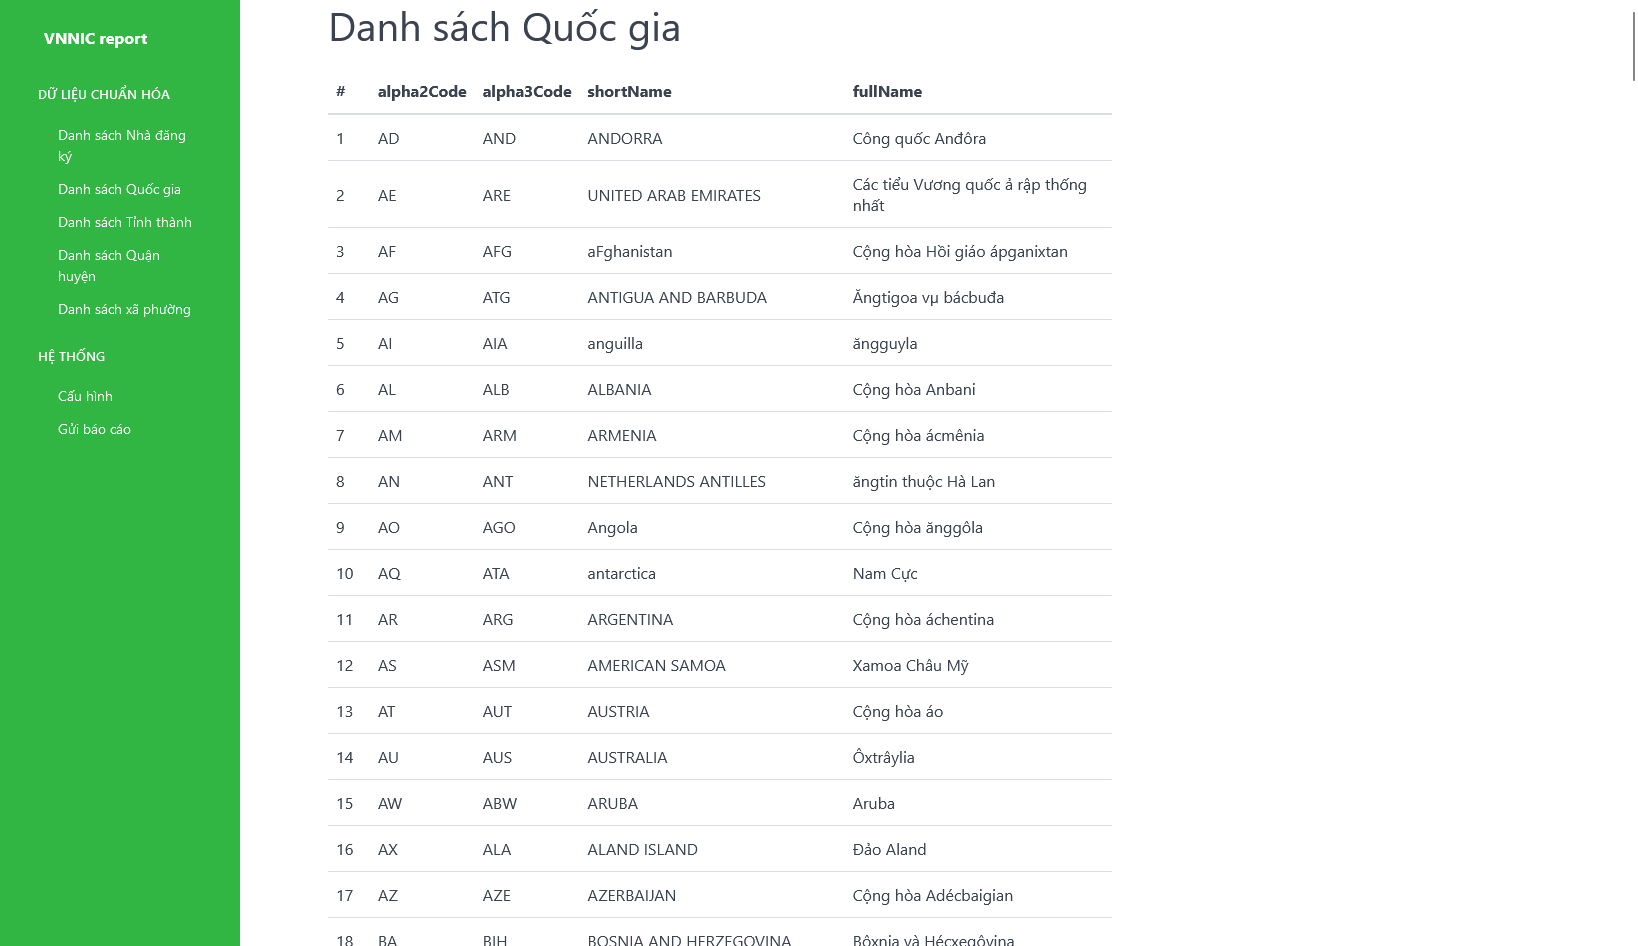 VNNIC report
DỮ LIỆU CHUẨN HÓA
Danh sách Nhà đăng
ký
Danh sách Quốc gia
Danh sách Tỉnh thành
Danh sách Quận
huyện
Danh sách xã phường
HỆ THỐNG
Cấu hình
Gửi báo cáo
Danh sách Quốc gia
# alpha2Code alpha3Code shortName fullName
1 AD AND ANDORRA Công quốc Anđôra
2 AE ARE UNITED ARAB EMIRATES Các tiểu Vương quốc ả rập thống
nhất
3 AF AFG aFghanistan Cộng hòa Hồi giáo ápganixtan
4 AG ATG ANTIGUA AND BARBUDA Ăngtigoa vµ bácbuđa
5 AI AIA anguilla ăngguyla
6 AL ALB ALBANIA Cộng hòa Anbani
7 AM ARM ARMENIA Cộng hòa ácmênia
8 AN ANT NETHERLANDS ANTILLES ăngtin thuộc Hà Lan
9 AO AGO Angola Cộng hòa ănggôla
10 AQ ATA antarctica Nam Cực
11 AR ARG ARGENTINA Cộng hòa áchentina
12 AS ASM AMERICAN SAMOA Xamoa Châu Mỹ
13 AT AUT AUSTRIA Cộng hòa áo
14 AU AUS AUSTRALIA Ôxtrâylia
15 AW ABW ARUBA Aruba
16 AX ALA ALAND ISLAND Đảo Aland
17 AZ AZE AZERBAIJAN Cộng hòa Adécbaigian
18 BA BIH BOSNIA AND HERZEGOVINA Bôxnia và Hécxegôvina